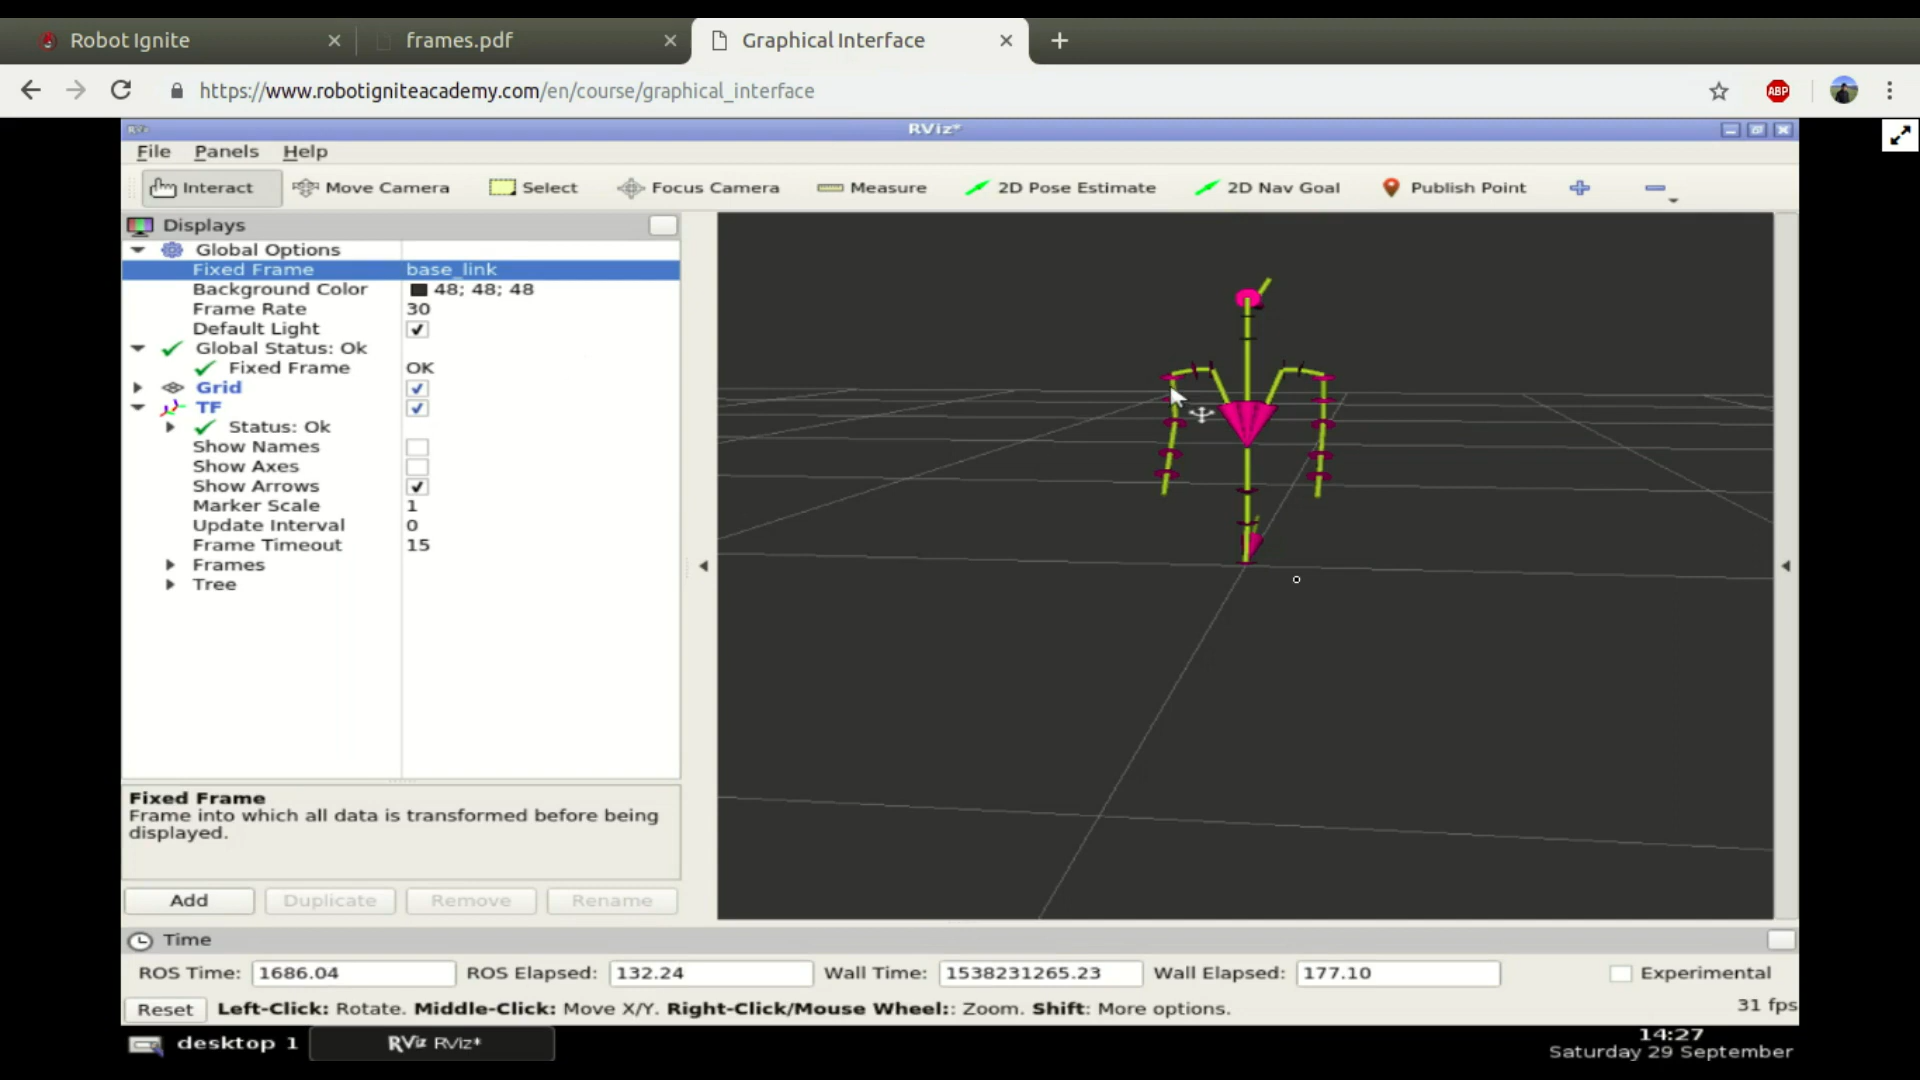 Robot Ignite
frames.pdf
Graphical Interface
https://www.robotigniteacademy.com/en/course/graphical_interface
ABP
RViz*
File Panels Help
Interact Move Camera Select Focus Camera Measure 2D Pose Estimate 2D Nav Goal Publish Point
Displays
Global Options
Fixed Frame base_link
Background Color 48; 48; 48
Frame Rate 30
Default Light
Global Status: Ok
Fixed Frame OK
Grid
TF
Status: Ok
Show Names
Show Axes
Show Arrows
Marker Scale 1
Update Interval 0
Frame Timeout 15
Frames
Tree
Fixed Frame
Frame into which all data is transformed before being
displayed.
Add Duplicate Remove Rename
Time
ROS Time: 1686.04 ROS Elapsed: 132.24 Wall Time: 1538231265.23 Wall Elapsed: 177.10 Experimental
Reset Left-Click: Rotate. Middle-Click: Move X/Y. Right-Click/Mouse Wheel:: Zoom. Shift: More options. 31 fps
desktop 1 RViz RViz* 14:27
Saturday 29 September